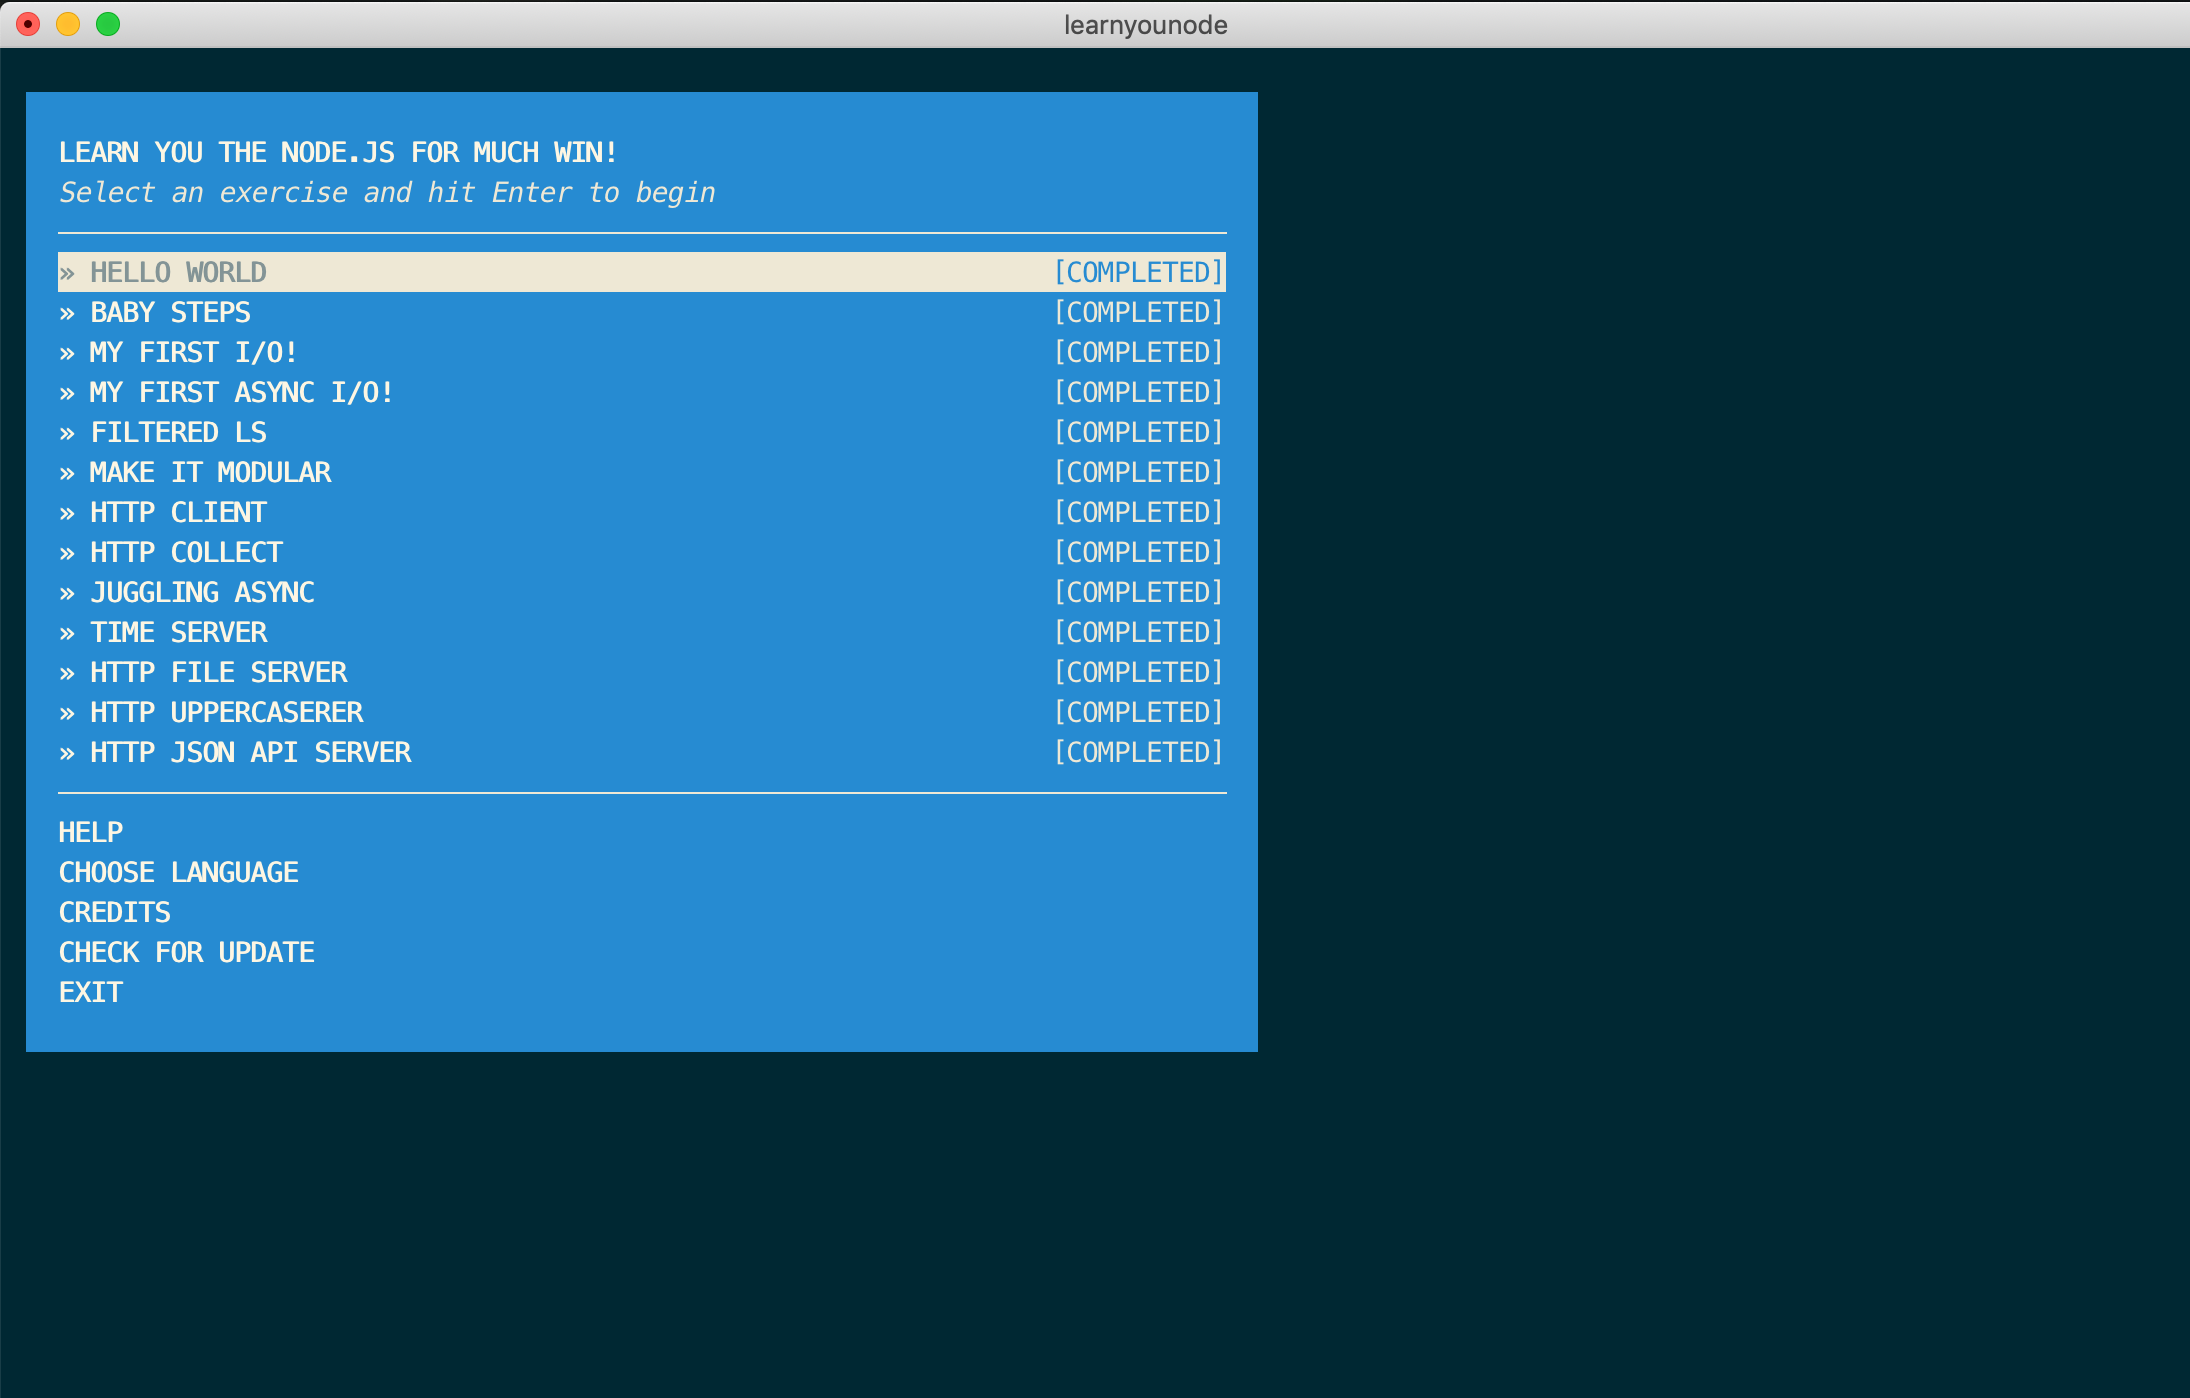 learnyounode
LEARN YOU THE NODE.JS FOR MUCH WIN!
Select an exercise and hit Enter to begin
» HELLO WORLD [COMPLETED]
» BABY STEPS [COMPLETED]
» MY FIRST I/O! [COMPLETED]
» MY FIRST ASYNC I/O! [COMPLETED]
» FILTERED LS [COMPLETED]
» MAKE IT MODULAR [COMPLETED]
» HTTP CLIENT [COMPLETED]
» HTTP COLLECT [COMPLETED]
» JUGGLING ASYNC [COMPLETED]
» TIME SERVER [COMPLETED]
» HTTP FILE SERVER [COMPLETED]
» HTTP UPPERCASERER [COMPLETED]
» HTTP JSON API SERVER [COMPLETED]
HELP
CHOOSE LANGUAGE
CREDITS
CHECK FOR UPDATE
EXIT